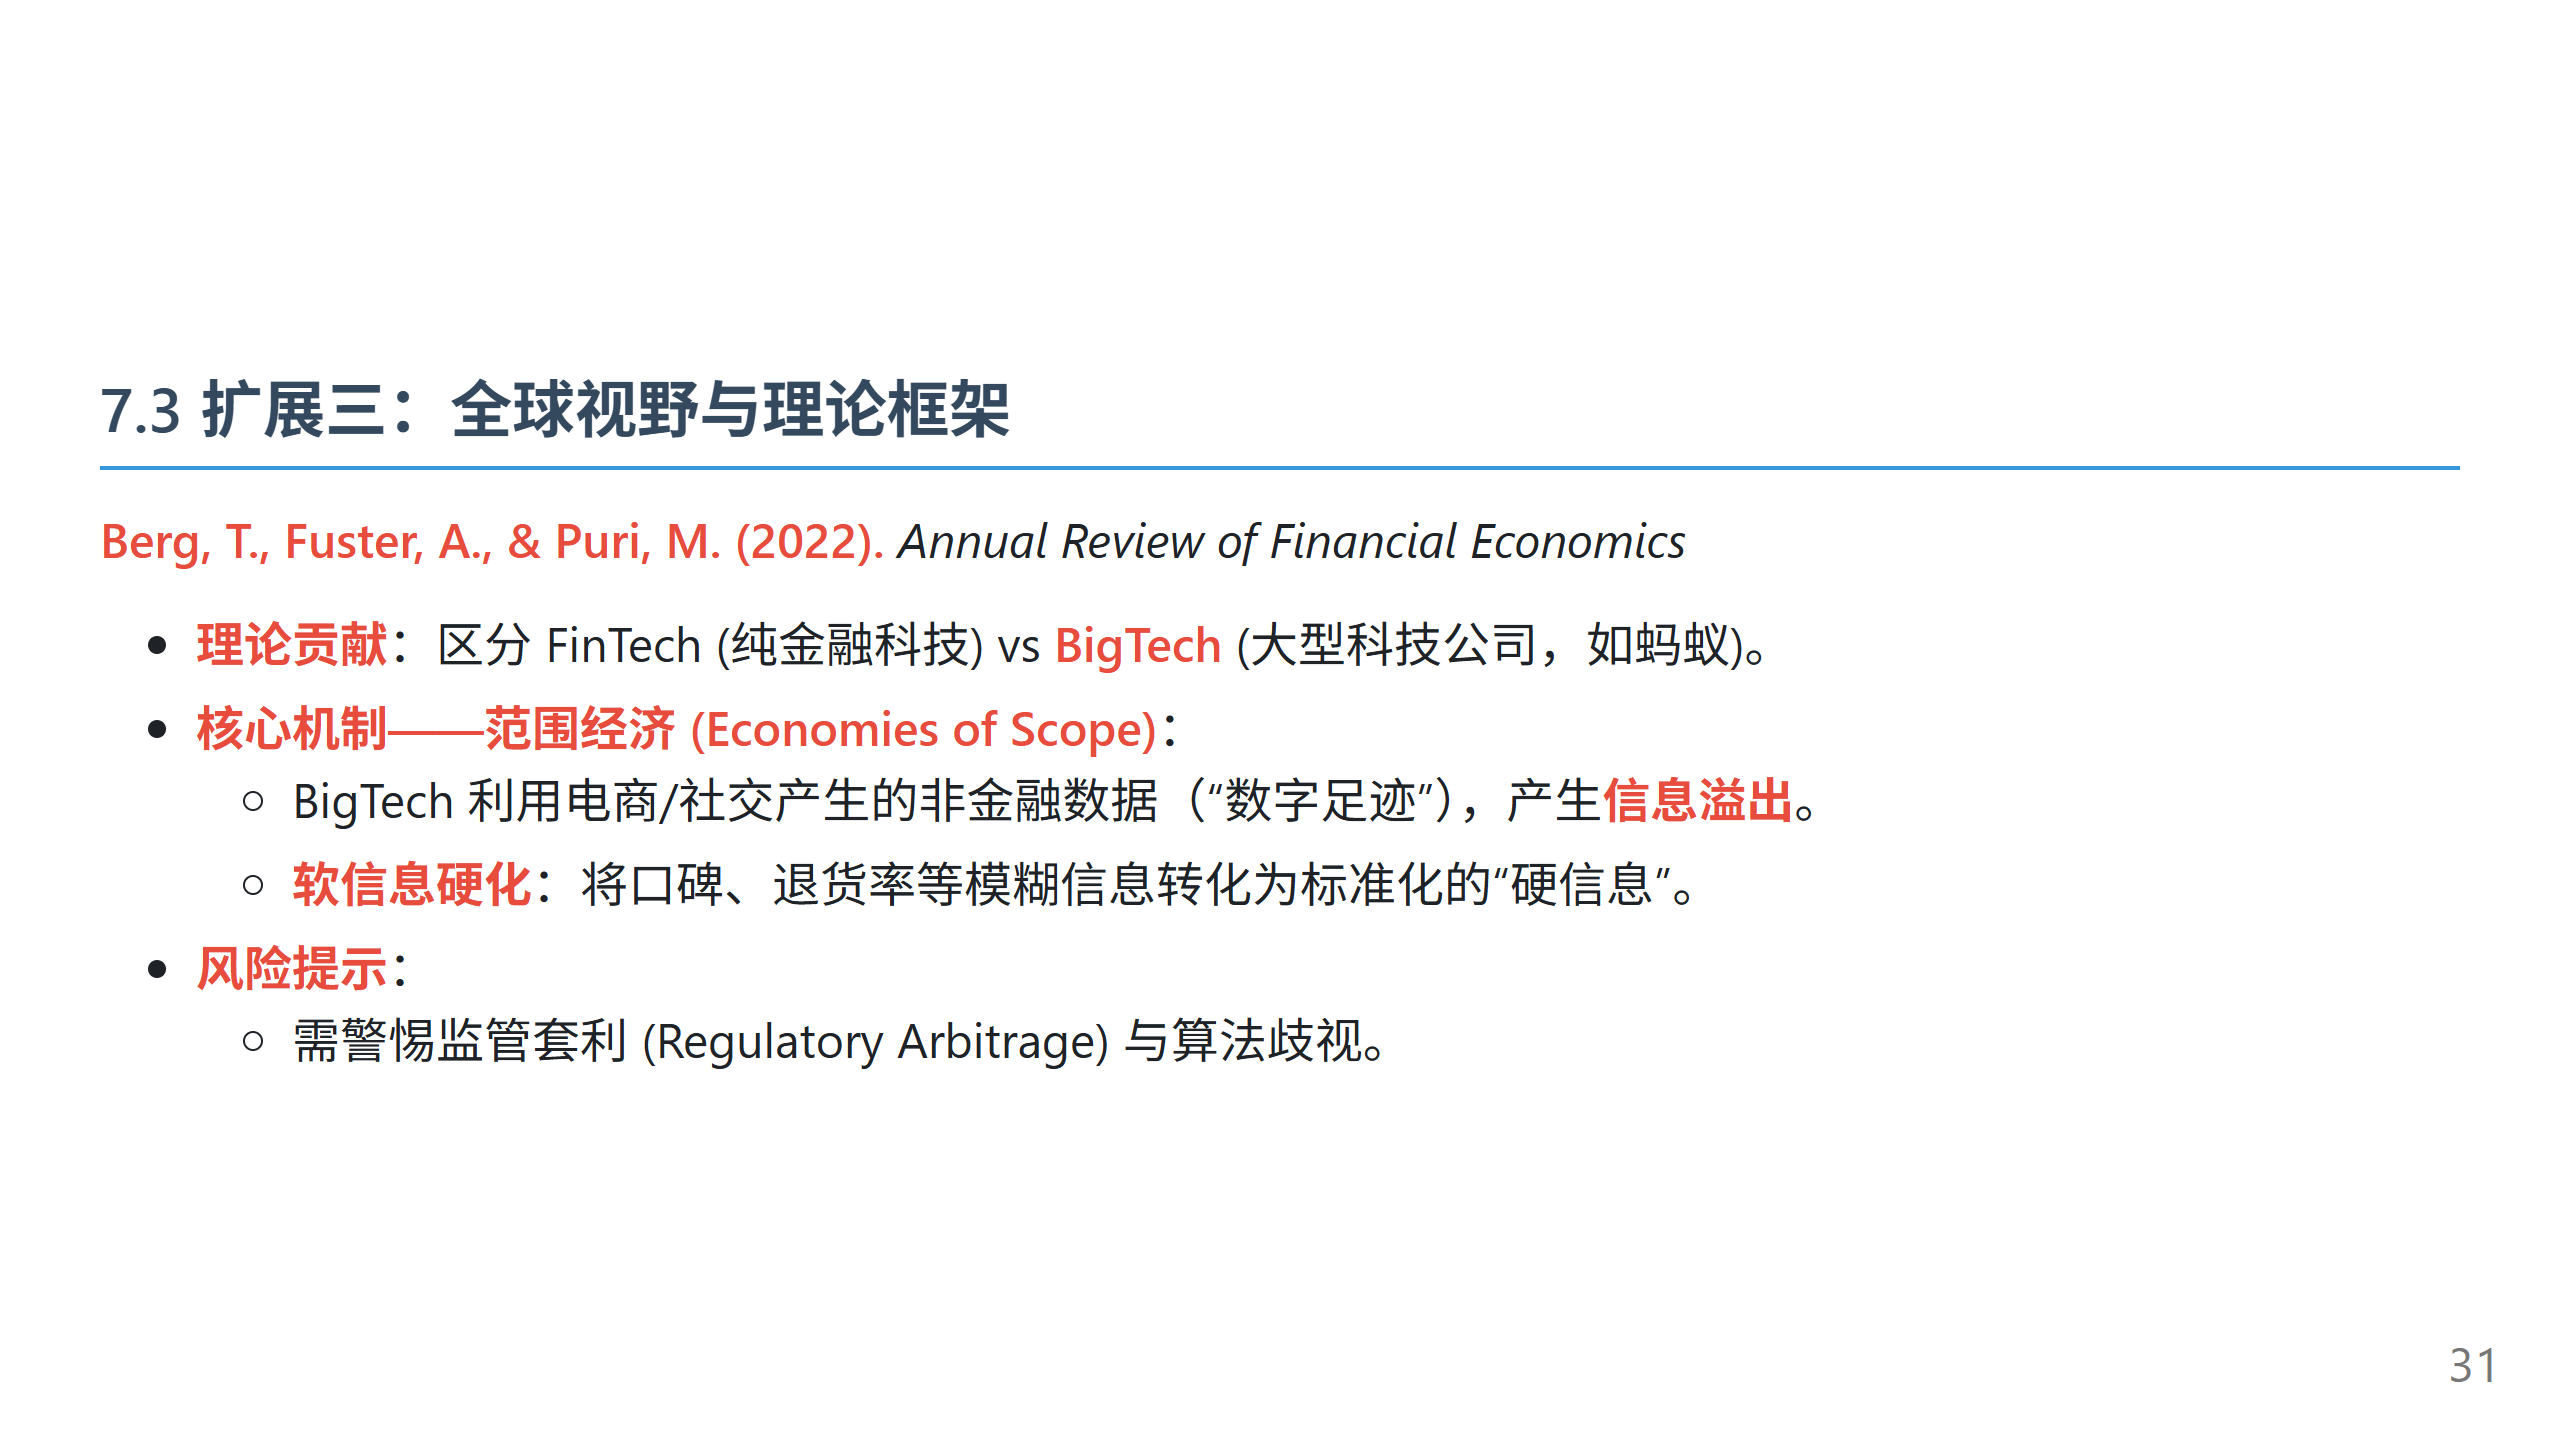 7.3 扩展三：全球视野与理论框架
Berg, T., Fuster, A., & Puri, M. (2022). Annual Review of Financial Economics
• 理论贡献：区分 FinTech (纯金融科技) vs BigTech (大型科技公司，如蚂蚁)。
• 核心机制——范围经济 (Economies of Scope)：
○ BigTech 利用电商/社交产生的非金融数据（“数字足迹”），产生信息溢出。
○ 软信息硬化：将口碑、退货率等模糊信息转化为标准化的“硬信息”。
• 风险提示：
○ 需警惕监管套利 (Regulatory Arbitrage) 与算法歧视。
31